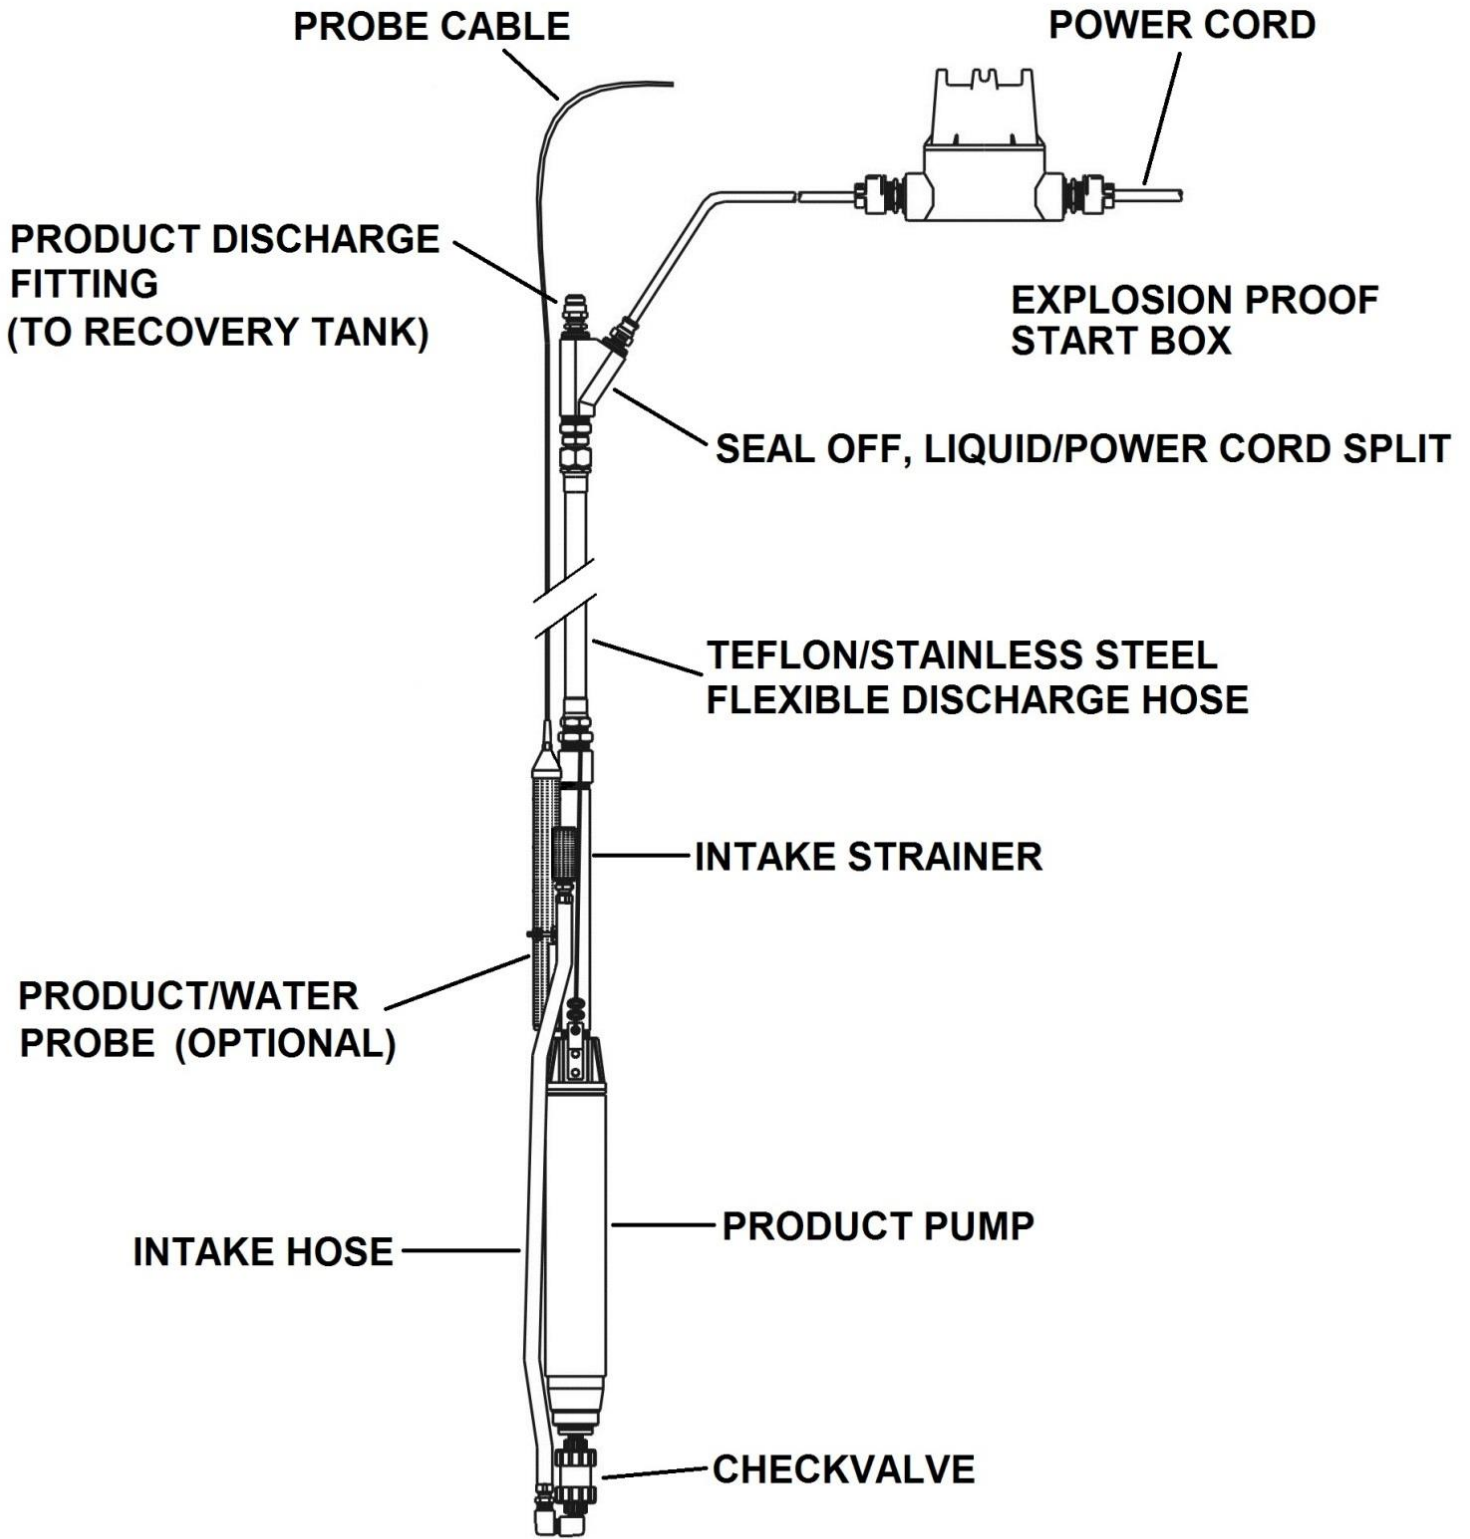 PROBE CABLE
POWER CORD
PRODUCT DISCHARGE
FITTING
(TO RECOVERY TANK)
EXPLOSION PROOF
START BOX
SEAL OFF, LIQUID/POWER CORD SPLIT
TEFLON/STAINLESS STEEL
FLEXIBLE DISCHARGE HOSE
INTAKE STRAINER
PRODUCT/WATER
PROBE (OPTIONAL)
PRODUCT PUMP
INTAKE HOSE
CHECKVALVE